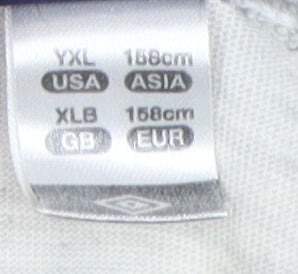 YXL 158cm
USA ASIA
XLB 158cm
GB EUR